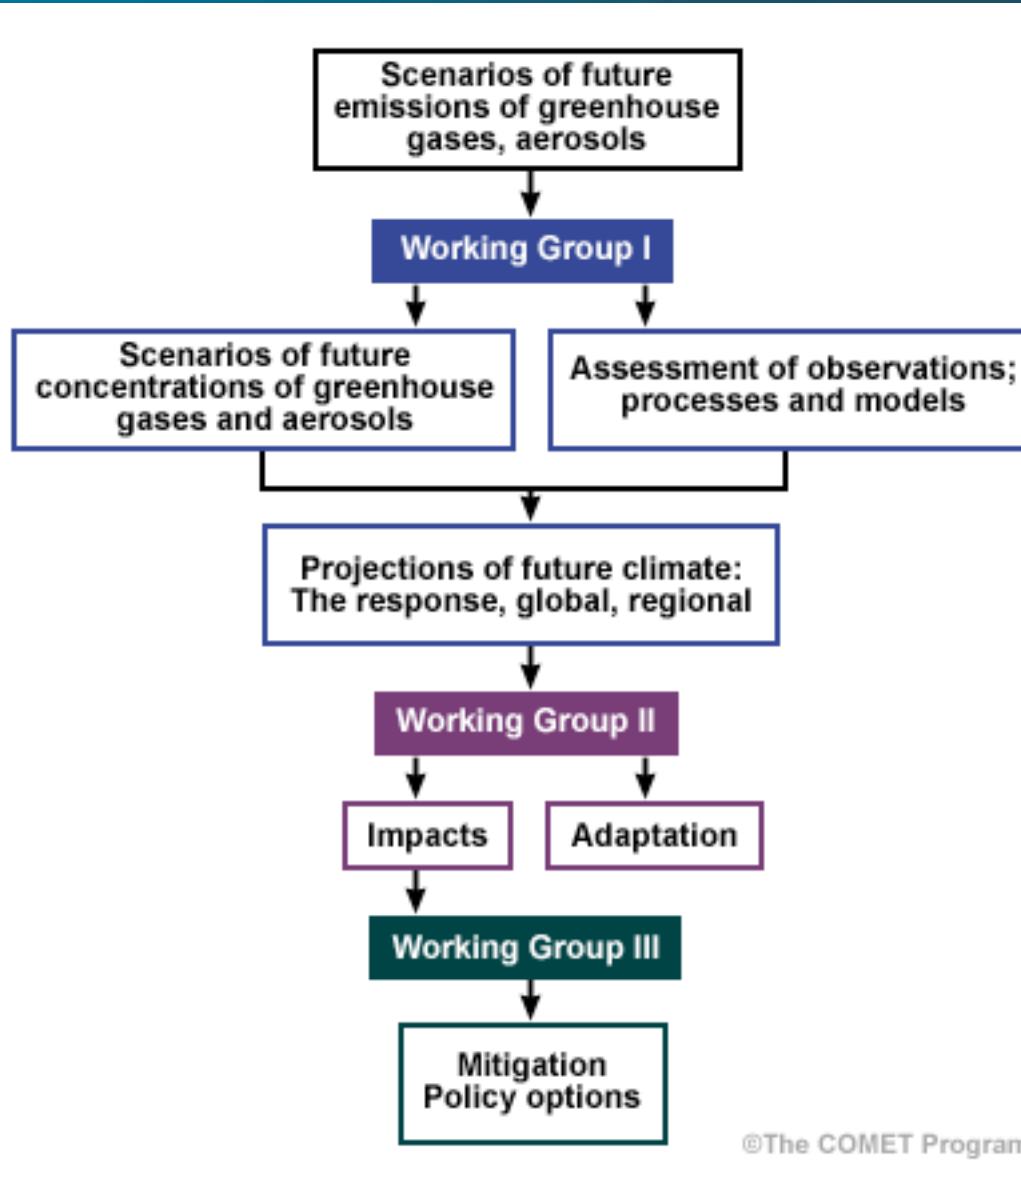 Scenarios of future
emissions of greenhouse
gases, aerosols
Working Group I
Scenarios of future
concentrations of greenhouse
gases and aerosols
Assessment of observations;
processes and models
Projections of future climate:
The response, global, regional
Working Group II
Impacts
Adaptation
Working Group III
Mitigation
Policy options
©The COMET Program